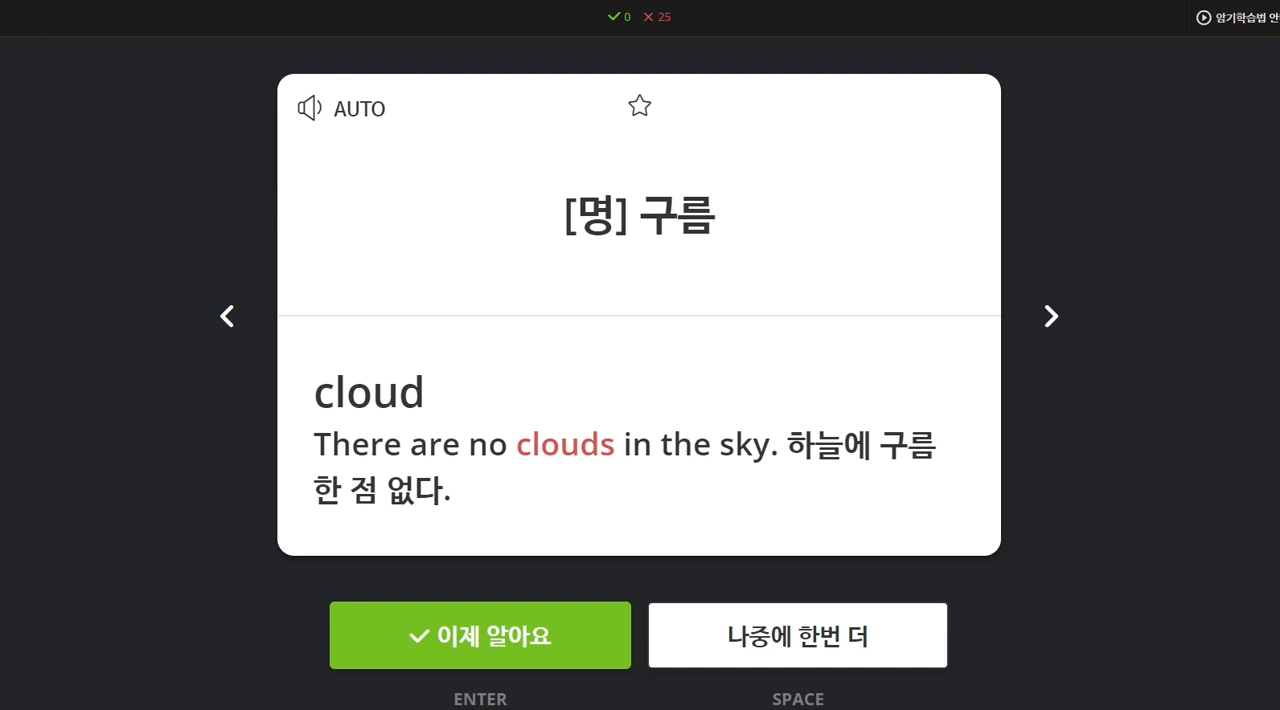 0 25
암기학습법 안
AUTO
[명] 구름
cloud
There are no clouds in the sky. 하늘에 구름
한 점 없다.
이제 알아요 나중에 한번 더
ENTER SPACE